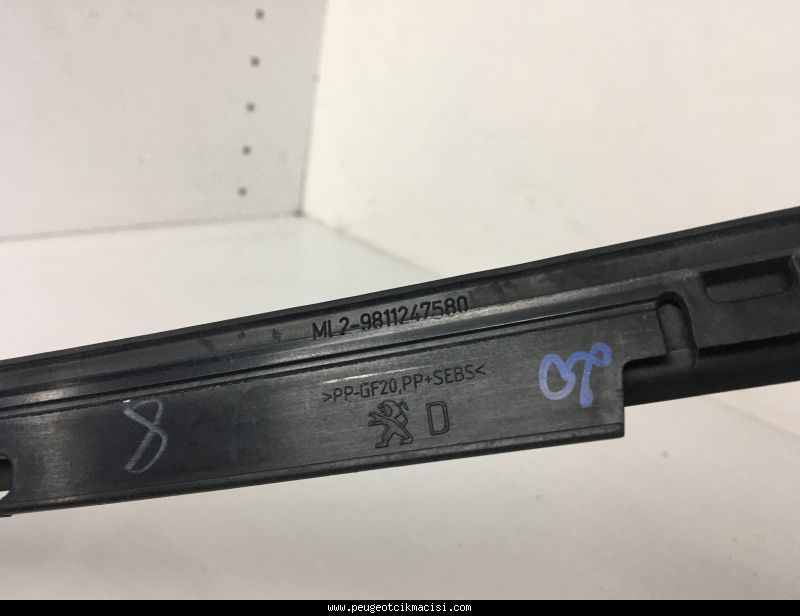 ML2-9811247580
>PP-GF20,PP+SEBS<
D
8
www.peugeotcikmacisi.com